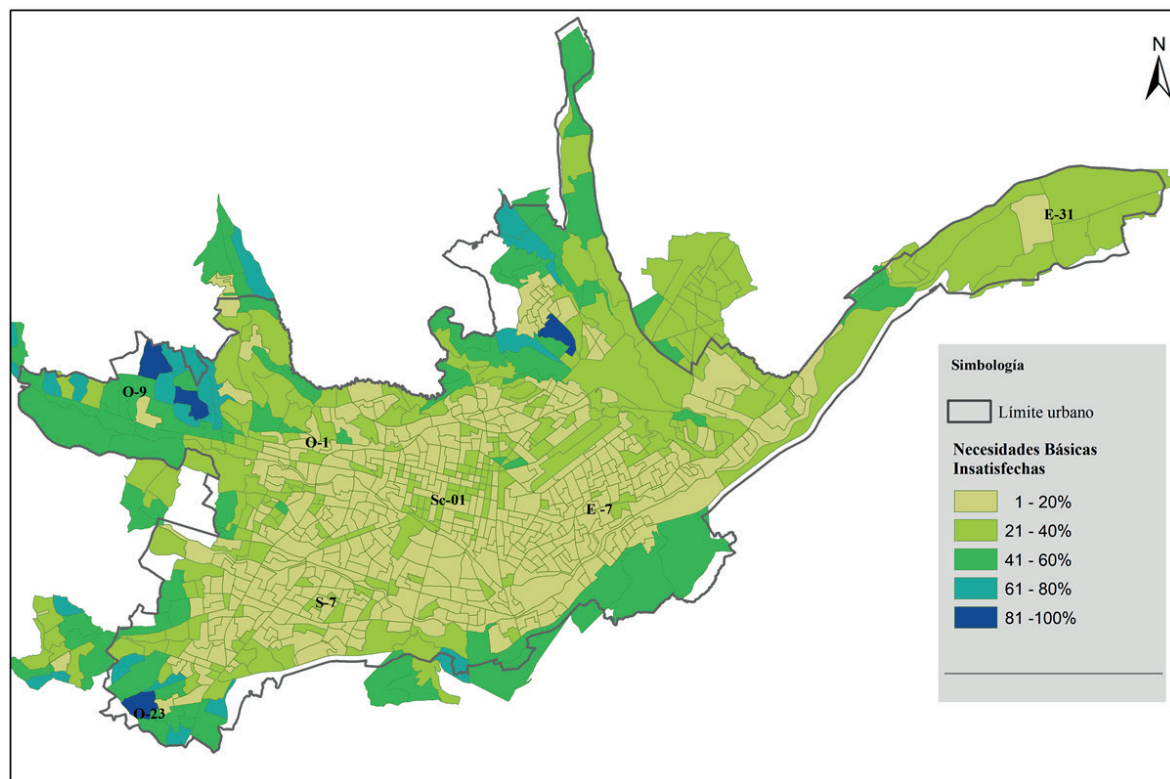 N
E-31
O-9
O-1
Sc-01
E -7
S-7
O-23
Simbología
Límite urbano
Necesidades Básicas
Insatisfechas
1 - 20%
21 - 40%
41 - 60%
61 - 80%
81 -100%